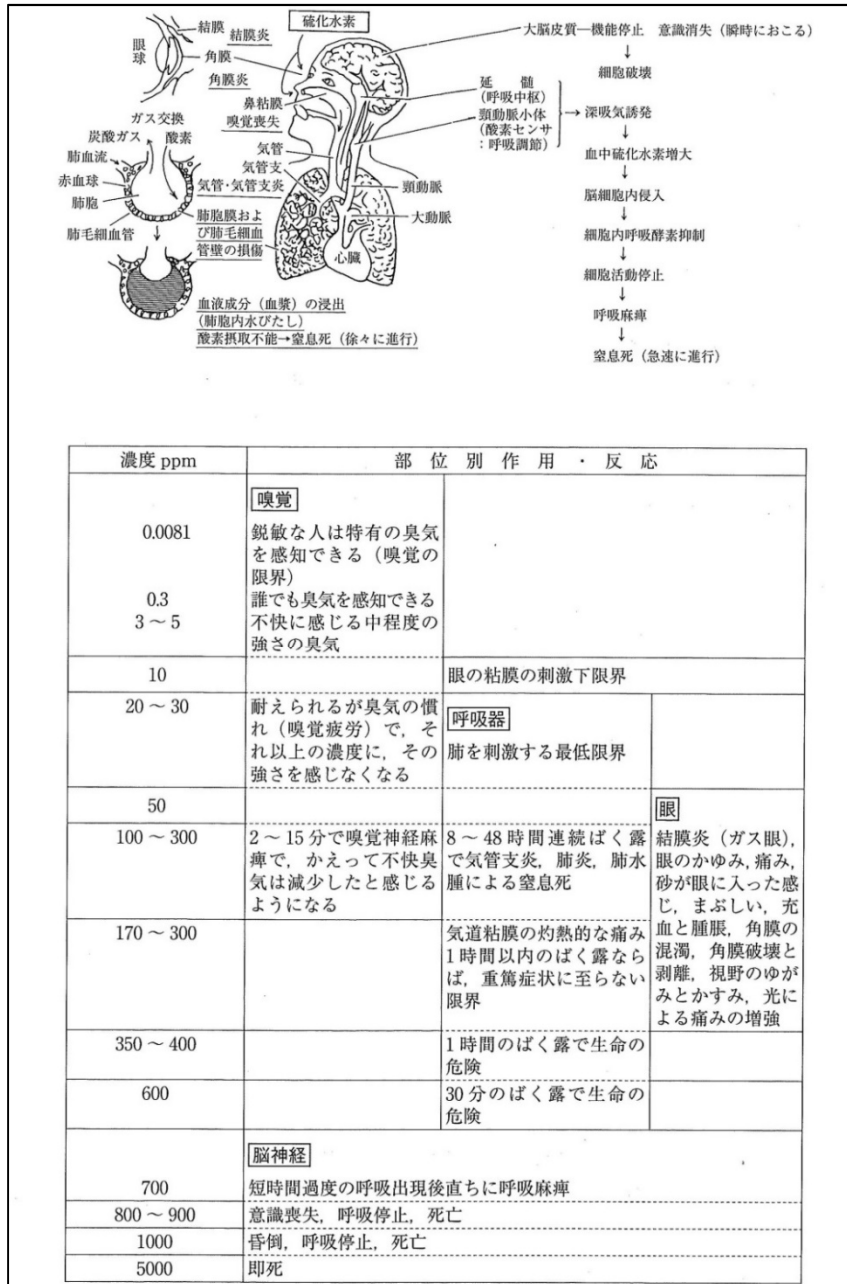 結膜
結膜炎
硫化水素
眼球
角膜
角膜炎
鼻粘膜
嗅覚喪失
ガス交換
炭酸ガス 酸素
肺血流
赤血球
肺胞
肺毛細血管
気管
気管支
気管・気管支炎
肺胞膜およ
び肺毛細血
管壁の損傷
頸動脈
大動脈
心臓
血液成分（血漿）の浸出
（肺胞内水びたし）
酸素摂取不能→窒息死（徐々に進行）
大脳皮質―機能停止 意識消失（瞬時におこる）
↓
細胞破壊
延髄
（呼吸中枢）
頸動脈小体
（酸素センサ
：呼吸調節）
→深吸気誘発
↓
血中硫化水素増大
↓
脳細胞内侵入
↓
細胞内呼吸酵素抑制
↓
細胞活動停止
↓
呼吸麻痺
↓
窒息死（急速に進行）
濃度 ppm 部位別作用・反応
嗅覚
0.0081 鋭敏な人は特有の臭気
を感知できる（嗅覚の
限界）
0.3 誰でも臭気を感知できる
3～5 不快に感じる中程度の
強さの臭気
10 眼の粘膜の刺激下限界
20～30 耐えられるが臭気の慣
れ（嗅覚疲労）で，そ
れ以上の濃度に，その
強さを感じなくなる
呼吸器
肺を刺激する最低限界
50
眼
結膜炎（ガス眼），
眼のかゆみ，痛み，
砂が眼に入った感
じ，まぶしい，充
血と腫脹，角膜の
混濁，角膜破壊と
剥離，視野のゆが
みとかすみ，光に
よる痛みの増強
100～300 2～15分で嗅覚神経麻
痺で，かえって不快臭
気は減少したと感じる
ようになる
8～48時間連続ばく露
で気管支炎，肺炎，肺水
腫による窒息死
170～300 気道粘膜の灼熱的な痛み
1時間以内のばく露なら
ば，重篤症状に至らない
限界
350～400 1時間のばく露で生命の
危険
600 30分のばく露で生命の
危険
脳神経
700 短時間過度の呼吸出現後直ちに呼吸麻痺
800～900 意識喪失，呼吸停止，死亡
1000 昏倒，呼吸停止，死亡
5000 即死